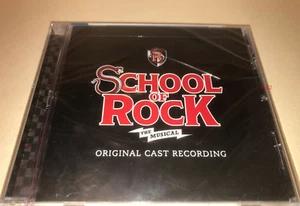 SCHOOL
OF
ROCK
THE MUSICAL
ORIGINAL CAST RECORDING